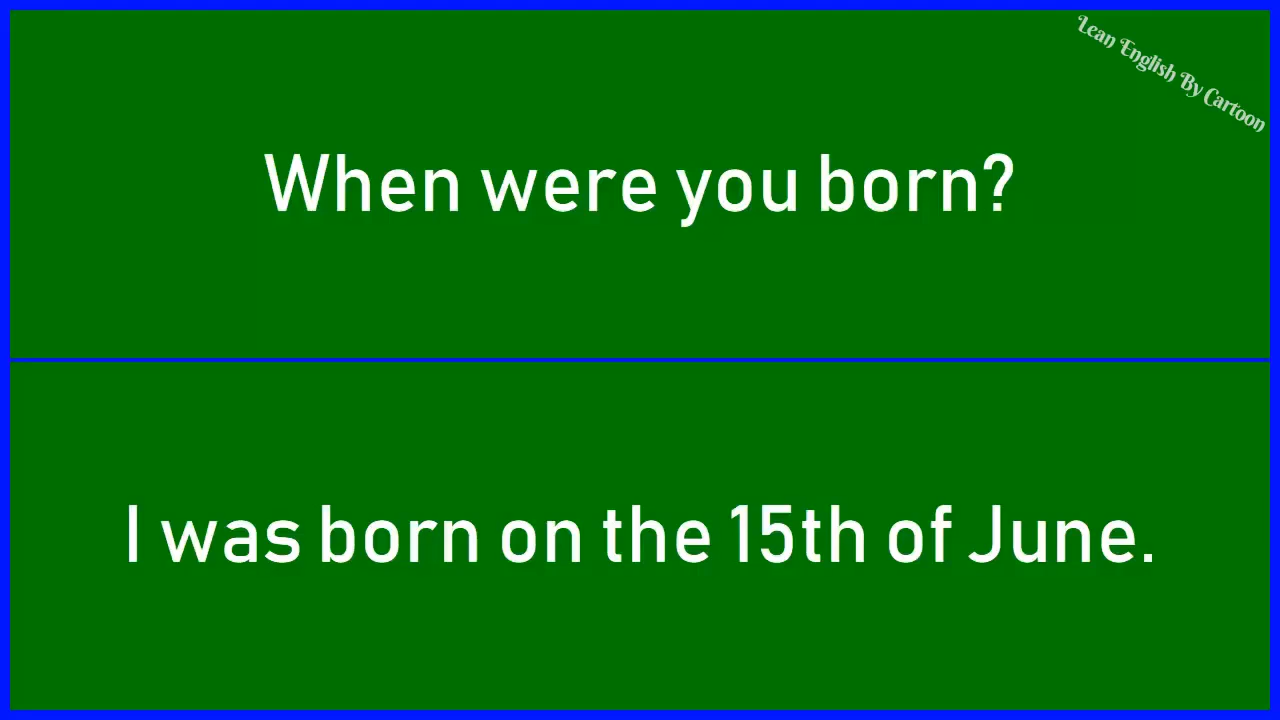 Lean English By Cartoon
When were you born?
I was born on the 15th of June.